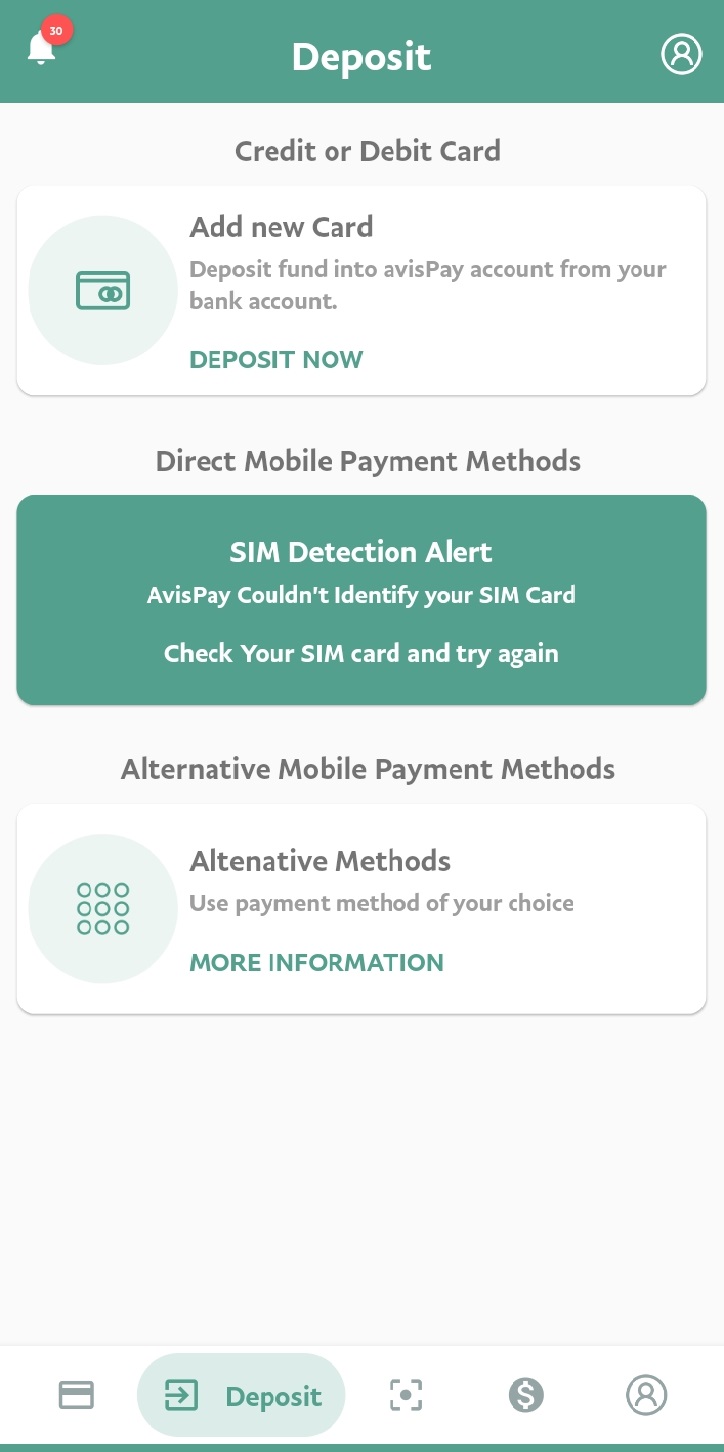 30
Deposit
Credit or Debit Card
Add new Card
Deposit fund into avisPay account from your
bank account.
DEPOSIT NOW
Direct Mobile Payment Methods
SIM Detection Alert
AvisPay Couldn't Identify your SIM Card
Check Your SIM card and try again
Alternative Mobile Payment Methods
Altenative Methods
Use payment method of your choice
MORE INFORMATION
Deposit